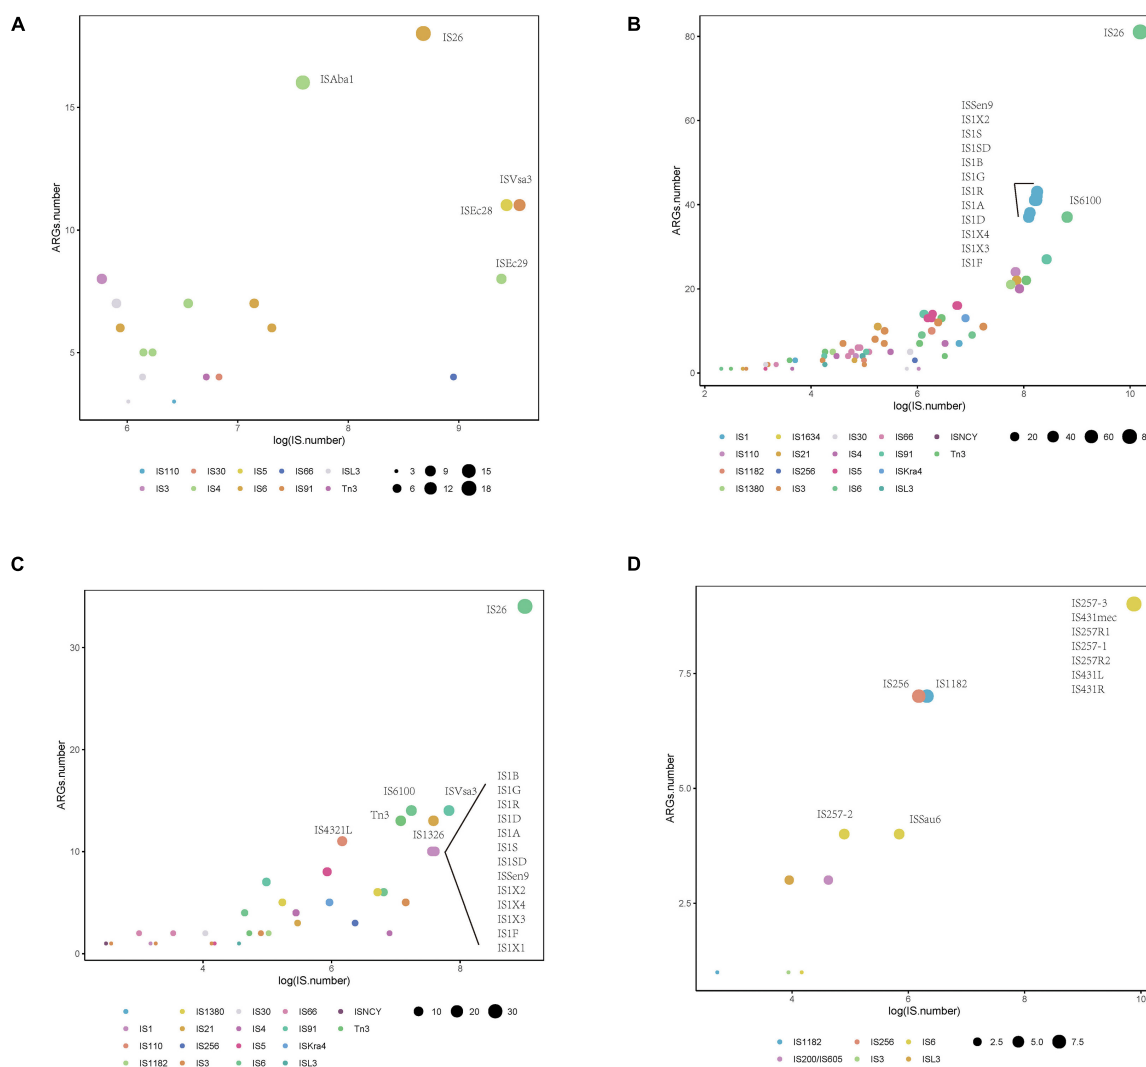 A
ARGs.number
15
10
5
IS26
ISAba1
ISVsa3
ISEc28
ISEc29
6 7 8 9
log(IS.number)
IS110 IS30 IS5 IS66 ISL3 3 9 15
IS3 IS4 IS6 IS91 Tn3 6 12 18
B
ARGs.number
80
60
40
20
0
IS26
ISSen9
IS1X2
IS1S
IS1SD
IS1B
IS1G
IS1R
IS1A
IS1D
IS1X4
IS1X3
IS1F
IS6100
2 4 6 8 10
log(IS.number)
IS1 IS1634 IS30 IS66 ISNCY 20 40 60 8
IS110 IS21 IS4 IS91 Tn3
IS1182 IS256 IS5 ISKra4
IS1380 IS3 IS6 ISL3
C
ARGs.number
30
20
10
0
IS26
IS6100
ISVsa3
Tn3
IS1326
IS4321L
IS1B
IS1G
IS1R
IS1D
IS1A
IS1S
IS1SD
ISSen9
IS1X2
IS1X4
IS1X3
IS1F
IS1X1
4 6 8
log(IS.number)
IS1380 IS30 IS66 ISNCY 10 20 30
IS1 IS21 IS4 IS91 Tn3
IS110 IS256 IS5 ISKra4
IS1182 IS3 IS6 ISL3
D
ARGs.number
7.5
5.0
2.5
IS257-3
IS431mec
IS257R1
IS257-1
IS257R2
IS431L
IS431R
IS256 IS1182
IS257-2
ISSau6
4 6 8 10
log(IS.number)
IS1182 IS256 IS6 2.5 5.0 7.5
IS200/IS605 IS3 ISL3